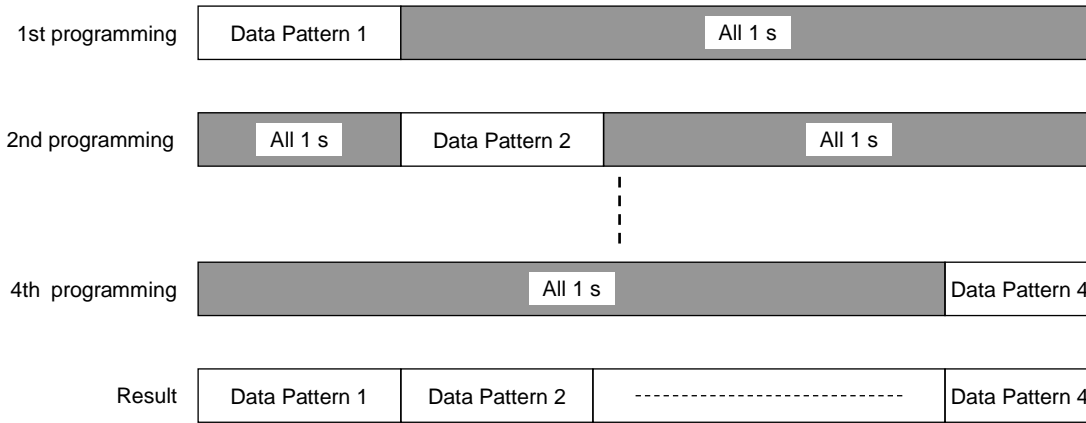 1st programming Data Pattern 1 All 1 s
2nd programming All 1 s Data Pattern 2 All 1 s
4th programming All 1 s Data Pattern 4
Result Data Pattern 1 Data Pattern 2 Data Pattern 4